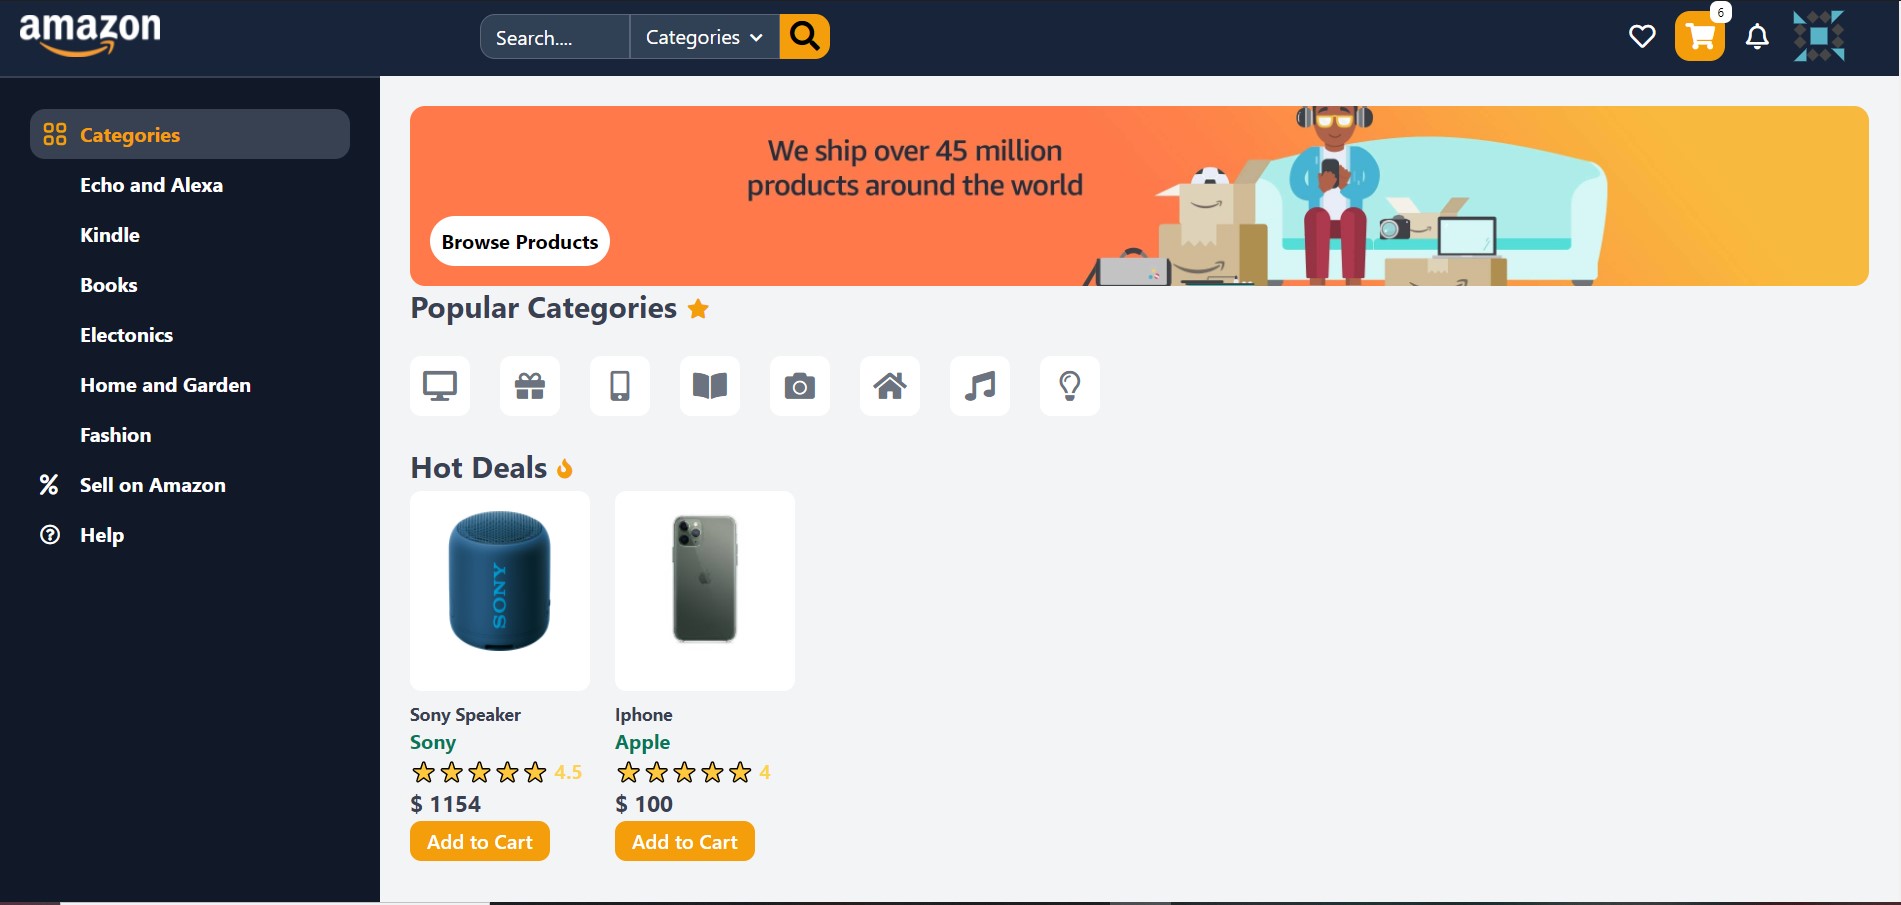 amazon
Search....
Categories
6
Categories
Echo and Alexa
Kindle
Books
Electonics
Home and Garden
Fashion
Sell on Amazon
Help
We ship over 45 million
products around the world
Browse Products
Popular Categories
Hot Deals
SONY
Sony Speaker
Sony
4.5
$ 1154
Add to Cart
Iphone
Apple
4
$ 100
Add to Cart